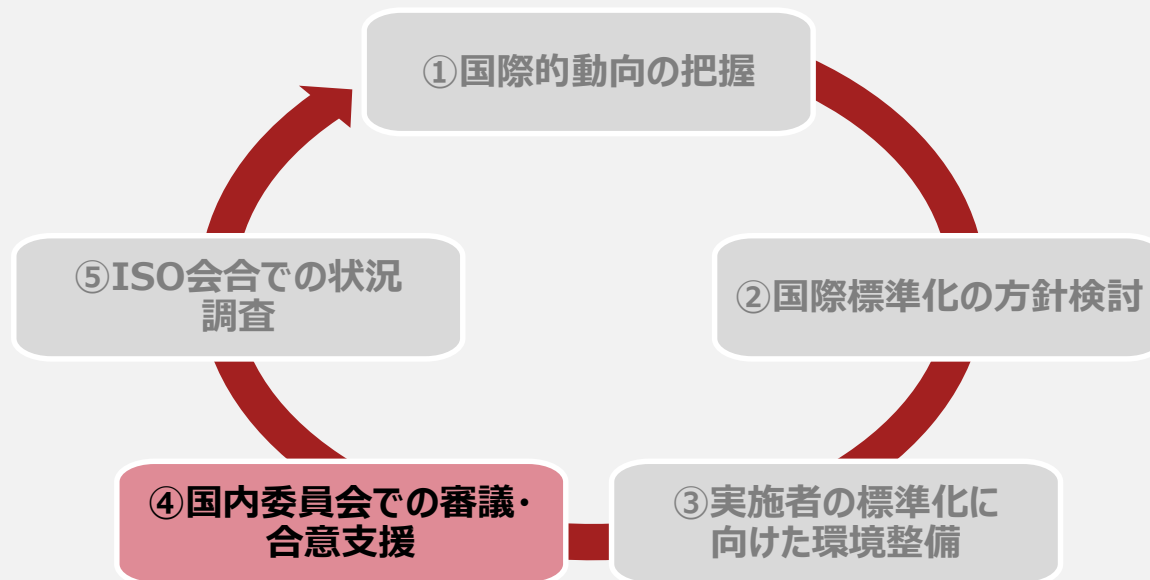 ①国際的動向の把握
②国際標準化の方針検討
③実施者の標準化に
向けた環境整備
④国内委員会での審議・
合意支援
⑤ISO会合での状況
調査